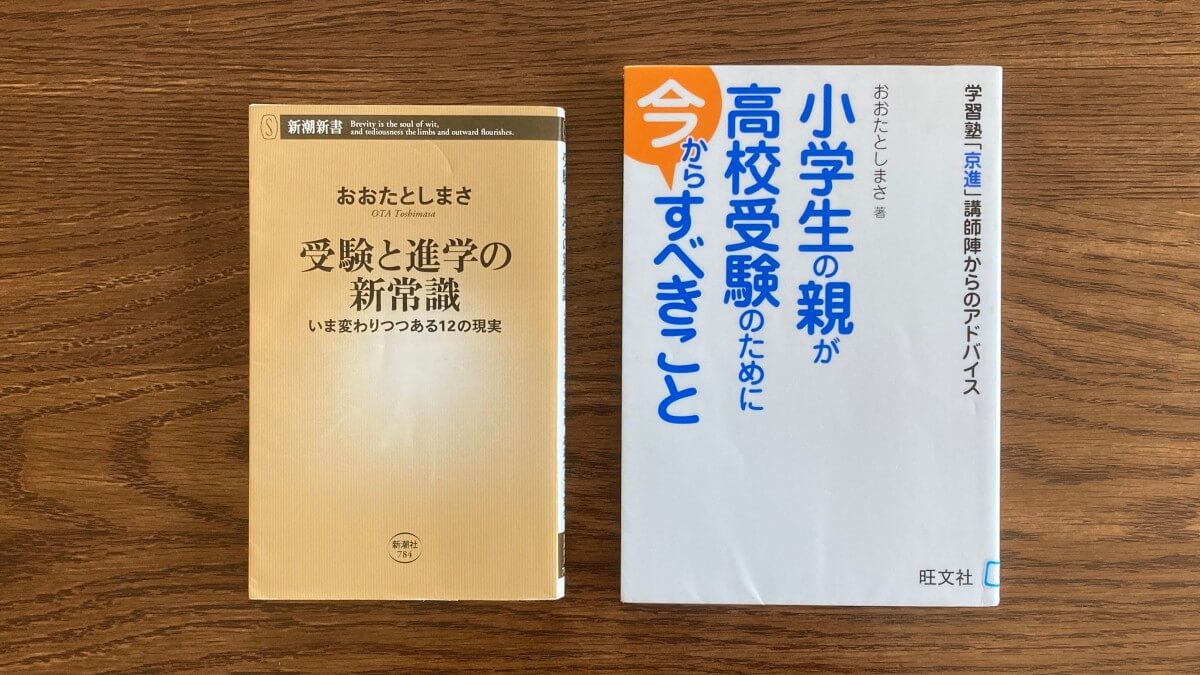 新潮新書
Brevity is the soul of wit,
and tediousness the limbs and outward flourishes.
おおたとしまさ
OTA Toshimasa
受験と進学の
新常識
いま変わりつつある12の現実
新潮社
784
学習塾「京進」講師陣からのアドバイス
おおたとしまさ 著
小学生の親が
高校受験のために
今からすべきこと
旺文社